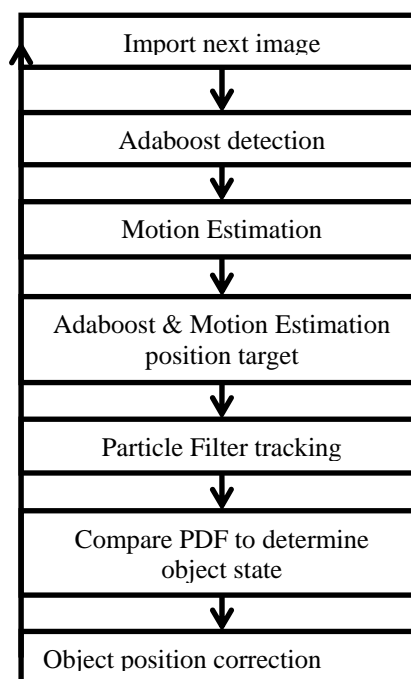 Import next image
Adaboost detection
Motion Estimation
Adaboost & Motion Estimation
position target
Particle Filter tracking
Compare PDF to determine
object state
Object position correction